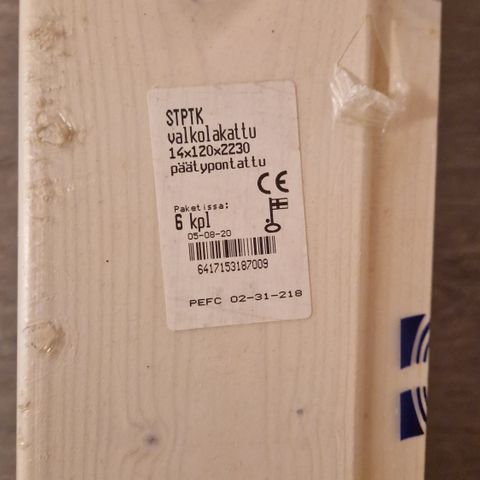 STPTK
valkolakattu
14x120x2230
päätypontattu
CE
Paketissa:
6 kpl
05-08-20
6417153187009
PEFC 02-31-218